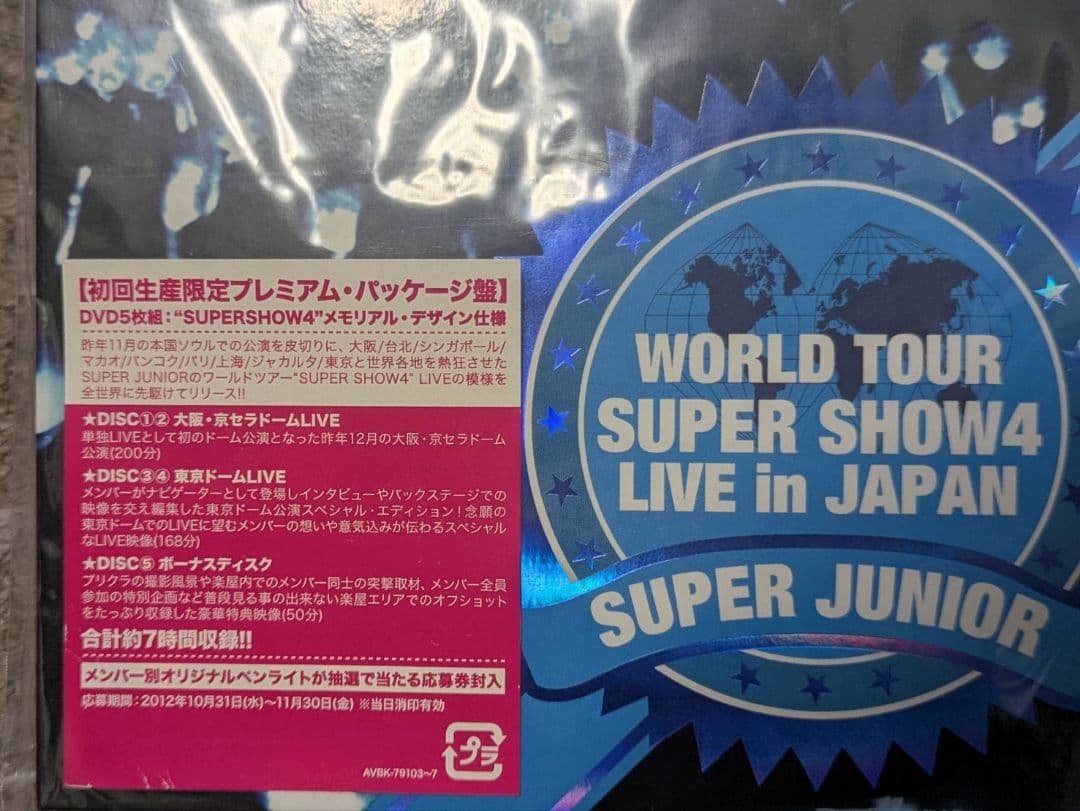 【初回生産限定プレミアム・パッケージ盤】
DVD5枚組：“SUPERSHOW4”メモリアル・デザイン仕様
昨年11月の本国ソウルでの公演を皮切りに、大阪/台北/シンガポール/
マカオ/バンコク/パリ/上海/ジャカルタ/東京と世界各地を熱狂させた
SUPER JUNIORのワールドツアー“SUPER SHOW4” LIVEの模様を
全世界に先駆けてリリース!!
★DISC①② 大阪・京セラドームLIVE
単独LIVEとして初のドーム公演となった昨年12月の大阪・京セラドーム
公演(200分)
★DISC③④ 東京ドームLIVE
メンバーがナビゲーターとして登場しインタビューやバックステージでの
映像を交え編集した東京ドーム公演スペシャル・エディション！念願の
東京ドームでのLIVEに望むメンバーの想いや意気込みが伝わるスペシャル
なLIVE映像(168分)
★DISC⑤ ボーナスディスク
プリクラの撮影風景や楽屋内でのメンバー同士の突撃取材、メンバー全員
参加の特別企画など普段見る事の出来ない楽屋エリアでのオフショット
をたっぷり収録した豪華特典映像(50分)
合計約7時間収録!!
メンバー別オリジナルペンライトが抽選で当たる応募券封入
応募期間：2012年10月31日(水)～11月30日(金) ※当日消印有効
プラ
AVBK-79103~7
WORLD TOUR
SUPER SHOW4
LIVE in JAPAN
SUPER JUNIOR